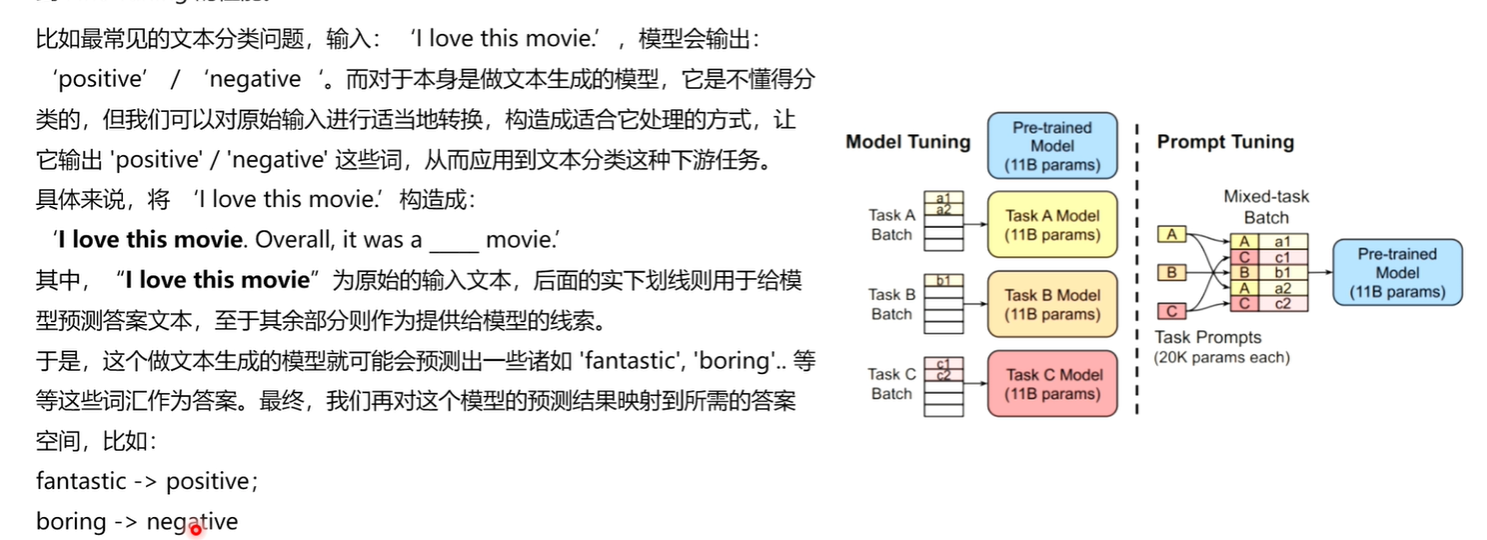 比如最常见的文本分类问题，输入：‘I love this movie.’，模型会输出：
‘positive’ / ‘negative ‘。而对于本身是做文本生成的模型，它是不懂得分
类的，但我们可以对原始输入进行适当地转换，构造成适合它处理的方式，让
它输出 'positive' / 'negative' 这些词，从而应用到文本分类这种下游任务。
具体来说，将 ‘I love this movie.’ 构造成：
‘I love this movie. Overall, it was a ____ movie.’
其中，“I love this movie”为原始的输入文本，后面的实下划线则用于给模
型预测答案文本，至于其余部分则作为提供给模型的线索。
于是，这个做文本生成的模型就可能会预测出一些诸如 'fantastic', 'boring'.. 等
等这些词汇作为答案。最终，我们再对这个模型的预测结果映射到所需的答案
空间，比如：
fantastic -> positive；
boring -> negative
Model Tuning
Pre-trained
Model
(11B params)
Task A
Batch
a1
a2
Task A Model
(11B params)
Task B
Batch
b1
Task B Model
(11B params)
Task C
Batch
c1
c2
Task C Model
(11B params)
Prompt Tuning
Mixed-task
Batch
A
B
C
A a1
C c1
B b1
A a2
C c2
Pre-trained
Model
(11B params)
Task Prompts
(20K params each)